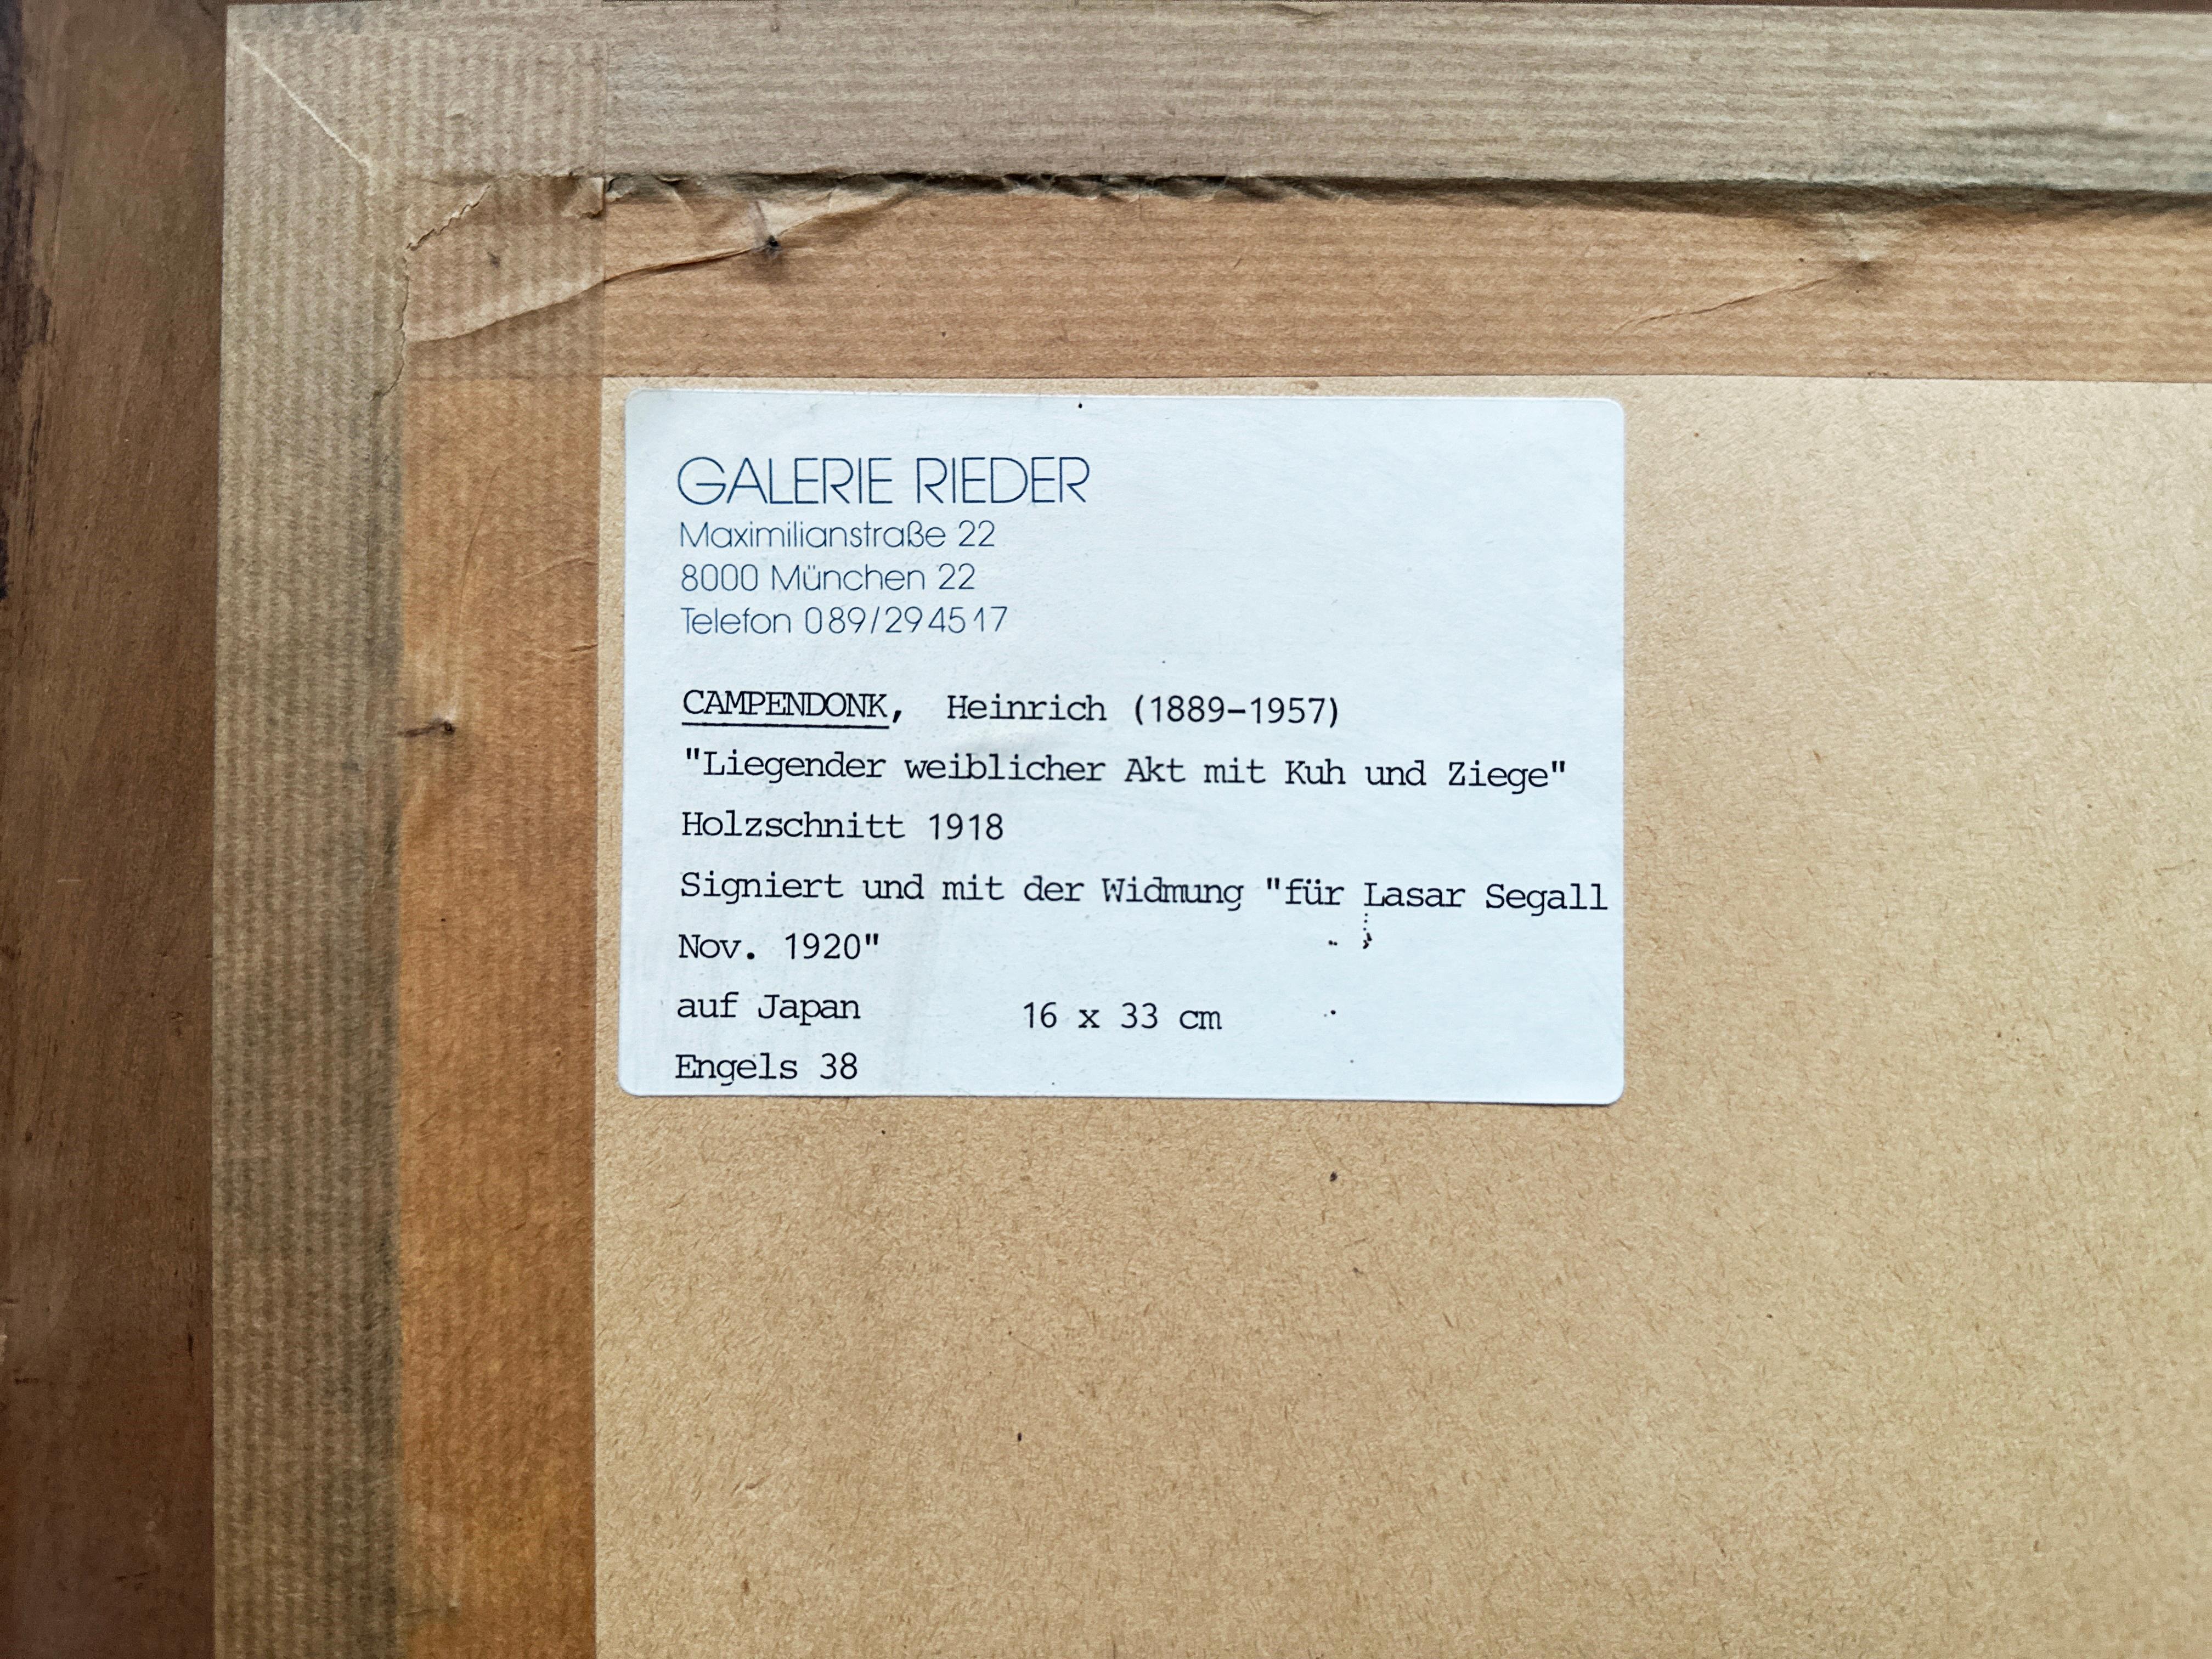 GALERIE RIEDER
Maximilianstraße 22
8000 München 22
Telefon 089/294517
CAMPENDONK, Heinrich (1889-1957)
"Liegender weiblicher Akt mit Kuh und Ziege"
Holzschnitt 1918
Signiert und mit der Widmung "für Lasar Segall
Nov. 1920"
auf Japan 16 x 33 cm
Engels 38